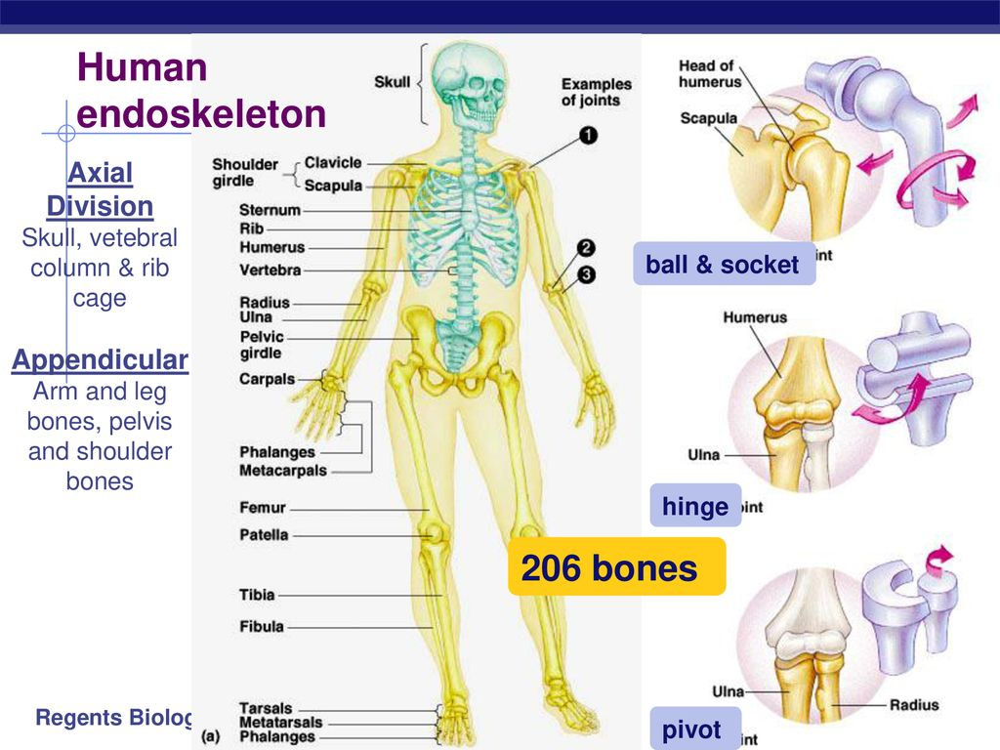 Human
endoskeleton
Axial
Division
Skull, vetebral
column & rib
cage
Appendicular
Arm and leg
bones, pelvis
and shoulder
bones
Regents Biolog
Skull
Examples
of joints
1
Shoulder
girdle
Clavicle
Scapula
Sternum
Rib
Humerus
Vertebra
2
3
Radius
Ulna
Pelvic
girdle
Carpals
Phalanges
Metacarpals
Femur
Patella
206 bones
Tibia
Fibula
Tarsals
Metatarsals
Phalanges
(a)
Head of
humerus
Scapula
ball & socket
int
Humerus
Ulna
hinge
oint
Ulna
Radius
pivot
int